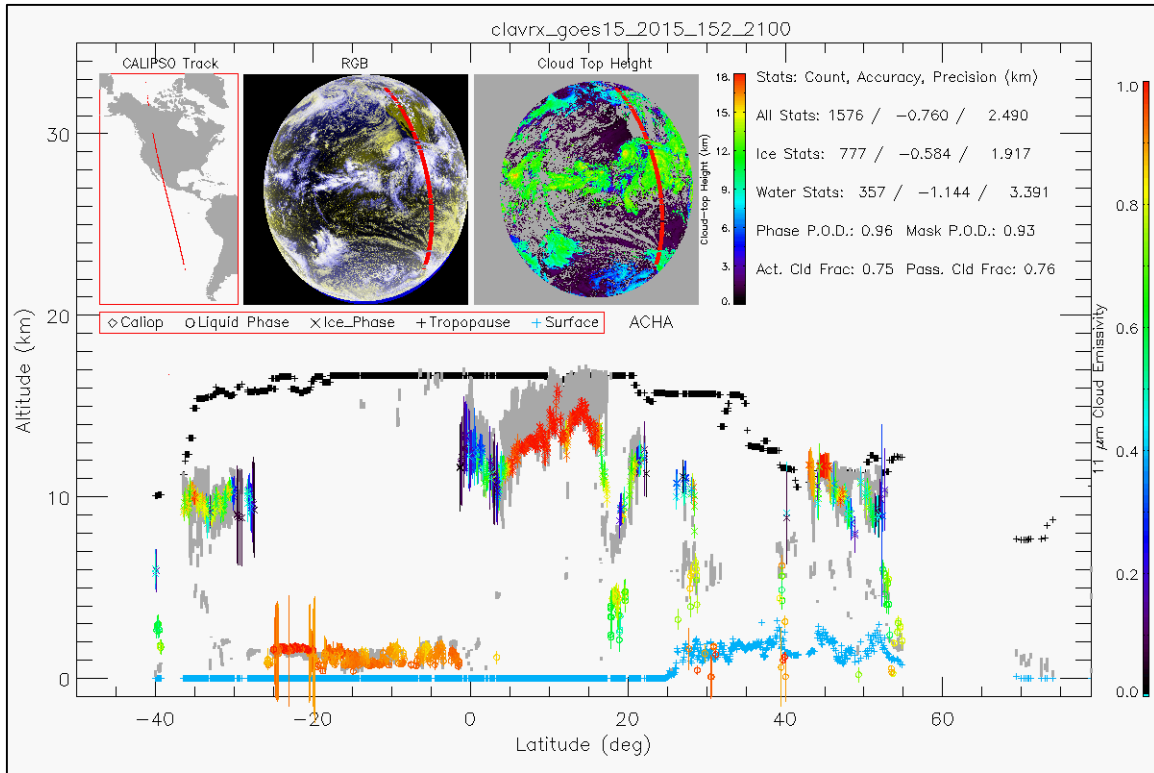 clavrx_goes15_2015_152_2100
CALIPSO Track
RGB
Cloud Top Height
18.
15.
12.
9.
6.
3.
0.
Cloud-top Height (km)
Stats: Count, Accuracy, Precision (km)
All Stats: 1576 / -0.760 / 2.490
Ice Stats: 777 / -0.584 / 1.917
Water Stats: 357 / -1.144 / 3.391
Phase P.O.D.: 0.96 Mask P.O.D.: 0.93
Act. Cld Frac: 0.75 Pass. Cld Frac: 0.76
◇ Caliop ○ Liquid Phase × Ice_Phase + Tropopause + Surface
ACHA
Altitude (km)
30
20
10
0
-40 -20 0 20 40 60
Latitude (deg)
11 μm Cloud Emissivity
1.0
0.8
0.6
0.4
0.2
0.0